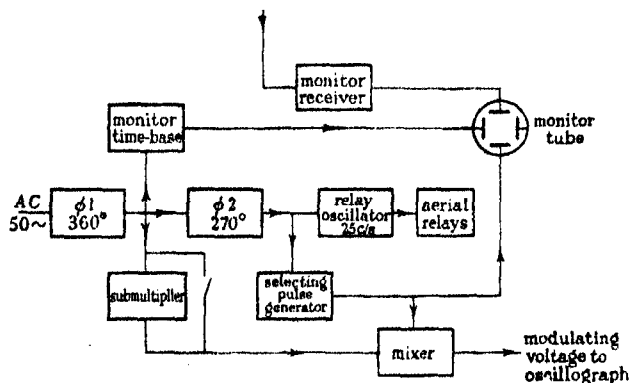 monitor
receiver
monitor
time-base
monitor
tube
AC
50~
ϕ1
360°
ϕ2
270°
relay
oscillator
25c/s
aerial
relays
submultiplier
selecting
pulse
generator
mixer
modulating
voltage to
oscillograph